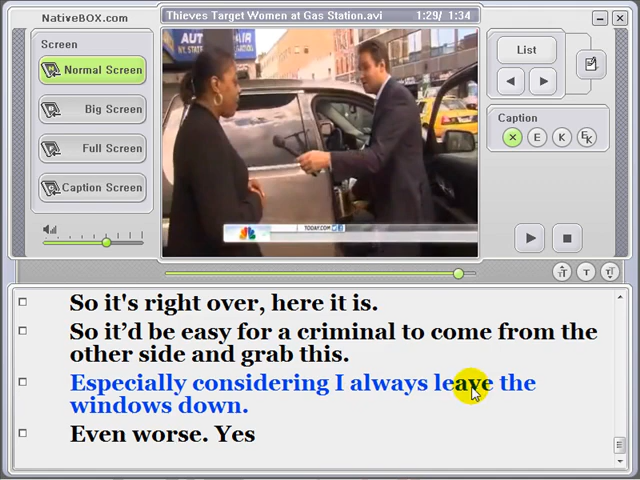 NativeBOX.com
Thieves Target Women at Gas Station.avi
1:29/ 1:34
Screen
Normal Screen
Big Screen
Full Screen
Caption Screen
AUTO
TODAY.COM
List
Caption
× E K EK
T T T
So it's right over, here it is.
So it’d be easy for a criminal to come from the
other side and grab this.
Especially considering I always leave the
windows down.
Even worse. Yes